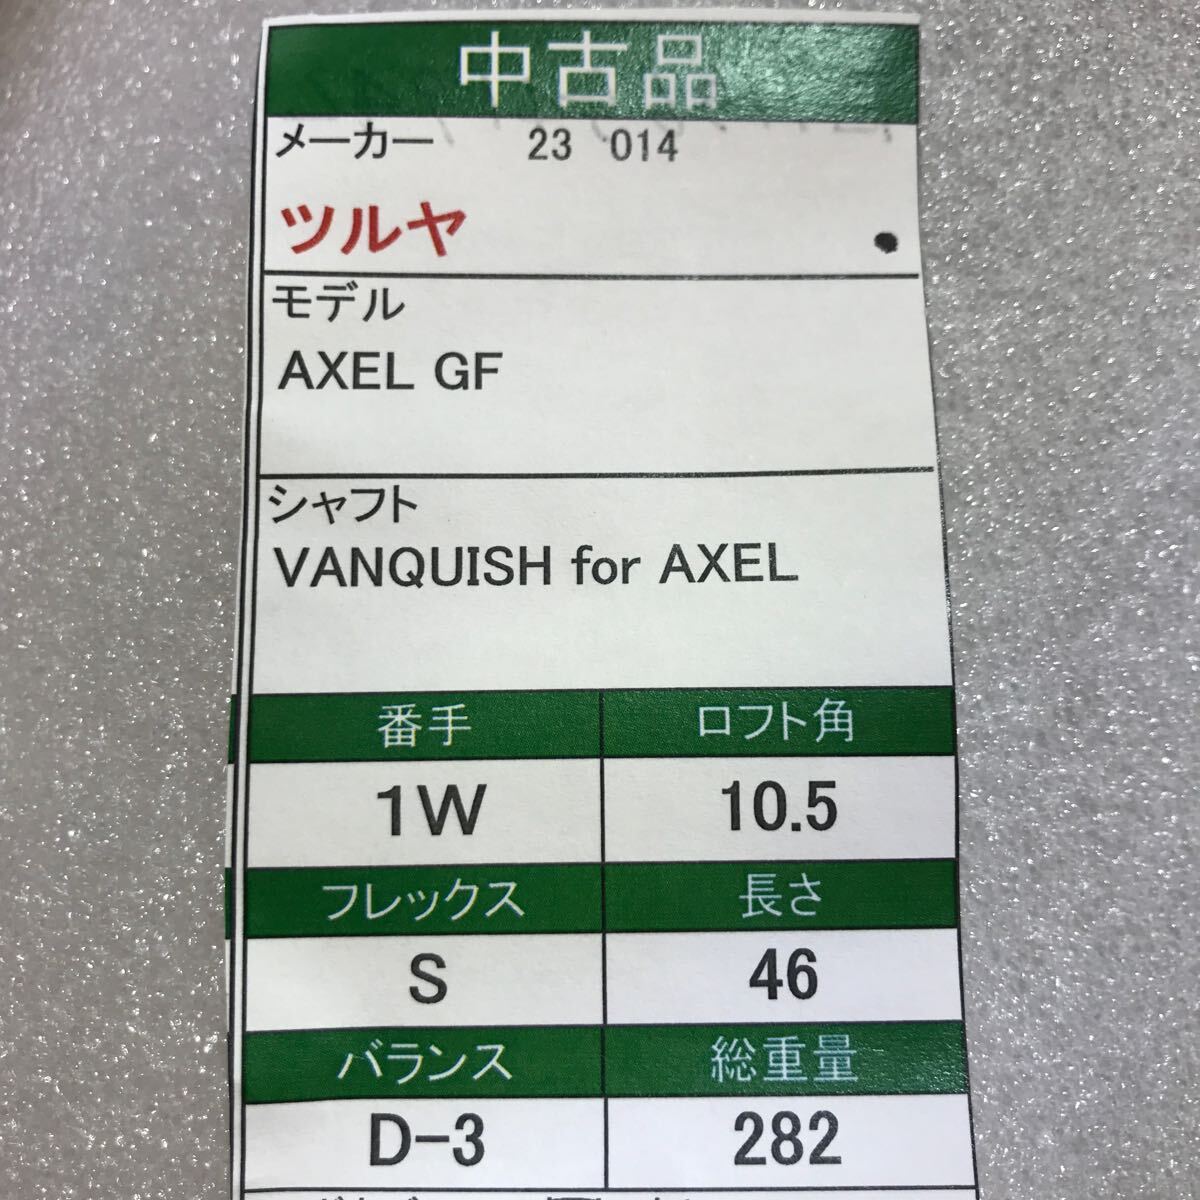 中古品
メーカー 23 014
ツルヤ
モデル
AXEL GF
シャフト
VANQUISH for AXEL
番手 ロフト角
1W 10.5
フレックス 長さ
S 46
バランス 総重量
D-3 282